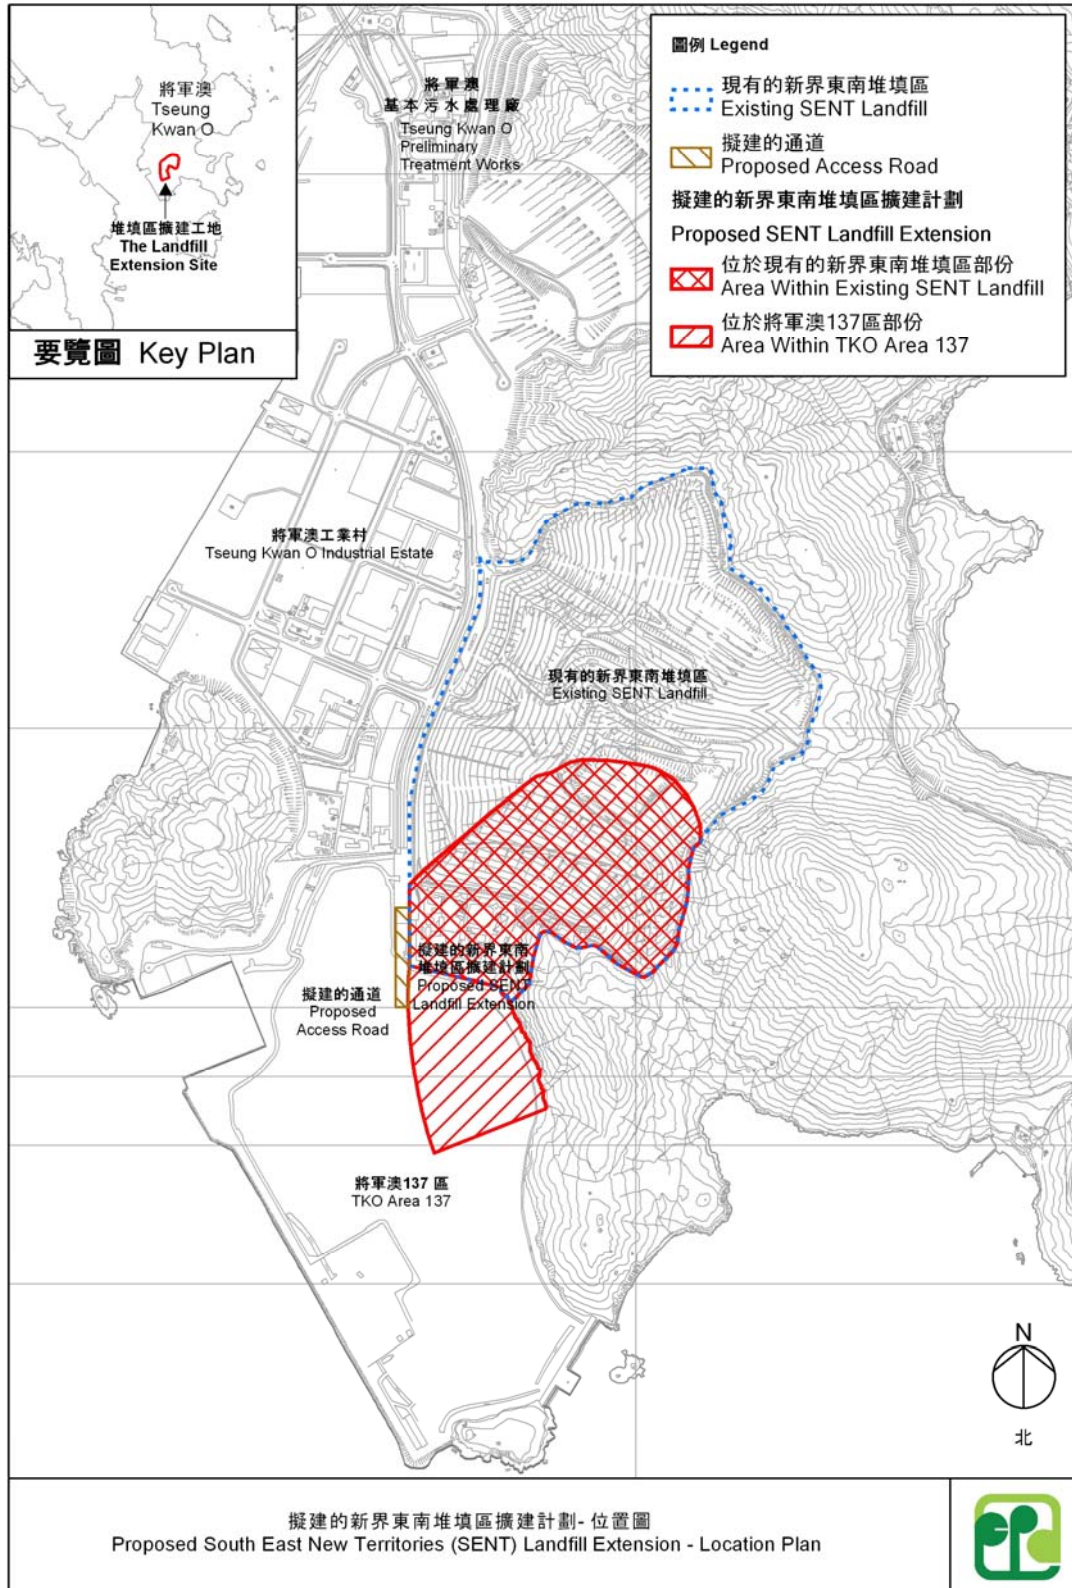 將軍澳
Tseung
Kwan O
堆填區擴建工地
The Landfill
Extension Site
要覽圖 Key Plan
將軍澳
基本污水處理廠
Tseung Kwan O
Preliminary
Treatment Works
圖例 Legend
現有的新界東南堆填區
Existing SENT Landfill
擬建的通道
Proposed Access Road
擬建的新界東南堆填區擴建計劃
Proposed SENT Landfill Extension
位於現有的新界東南堆填區部份
Area Within Existing SENT Landfill
位於將軍澳137區部份
Area Within TKO Area 137
將軍澳工業村
Tseung Kwan O Industrial Estate
現有的新界東南堆填區
Existing SENT Landfill
擬建的新界東南
堆填區擴建計劃
Proposed SENT
Landfill Extension
擬建的通道
Proposed
Access Road
將軍澳137 區
TKO Area 137
N
北
擬建的新界東南堆填區擴建計劃- 位置圖
Proposed South East New Territories (SENT) Landfill Extension - Location Plan